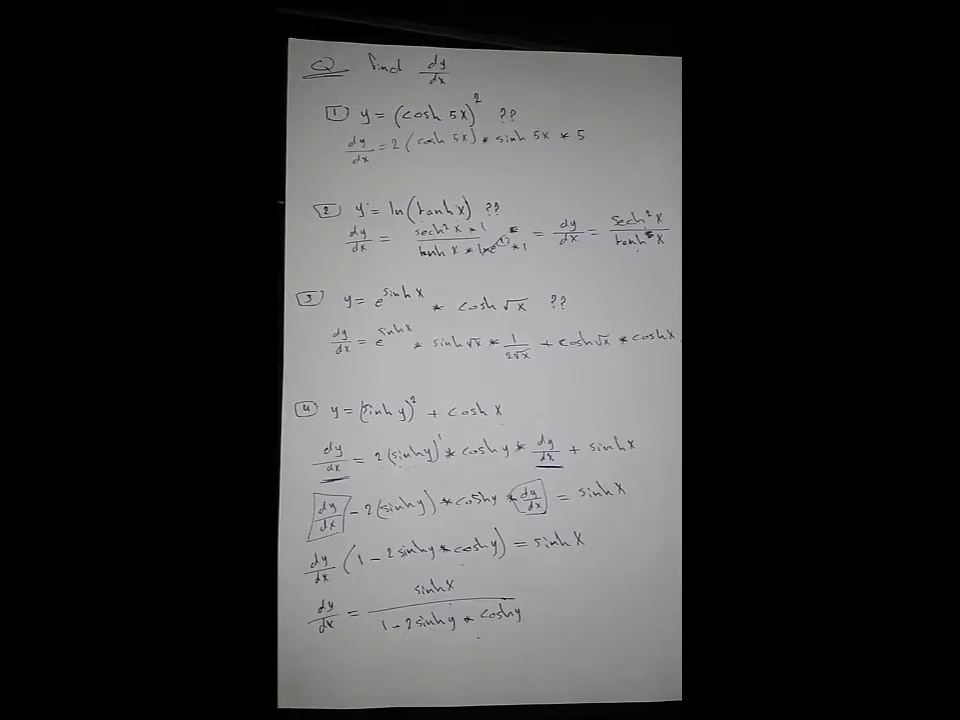 Q find dy/dx
1 y = (cosh 5x)^2 ??
dy/dx = 2 (cosh 5x) * sinh 5x * 5
2 y = ln(tanh x) ??
dy/dx = sech^2 x * 1 / tanh x * lne * 1 = dy/dx = sech^2 x / tanh x
3 y = e^sinh x * cosh √x ??
dy/dx = e^sinh x * sinh √x * 1/2√x + cosh √x * cosh x
4 y = (sinh y)^2 + cosh x
dy/dx = 2 (sinh y)^1 * cosh y * dy/dx + sinh x
dy/dx - 2 (sinh y) * cosh y * dy/dx = sinh x
dy/dx (1 - 2 sinh y * cosh y) = sinh x
dy/dx = sinh x / 1 - 2 sinh y * cosh y